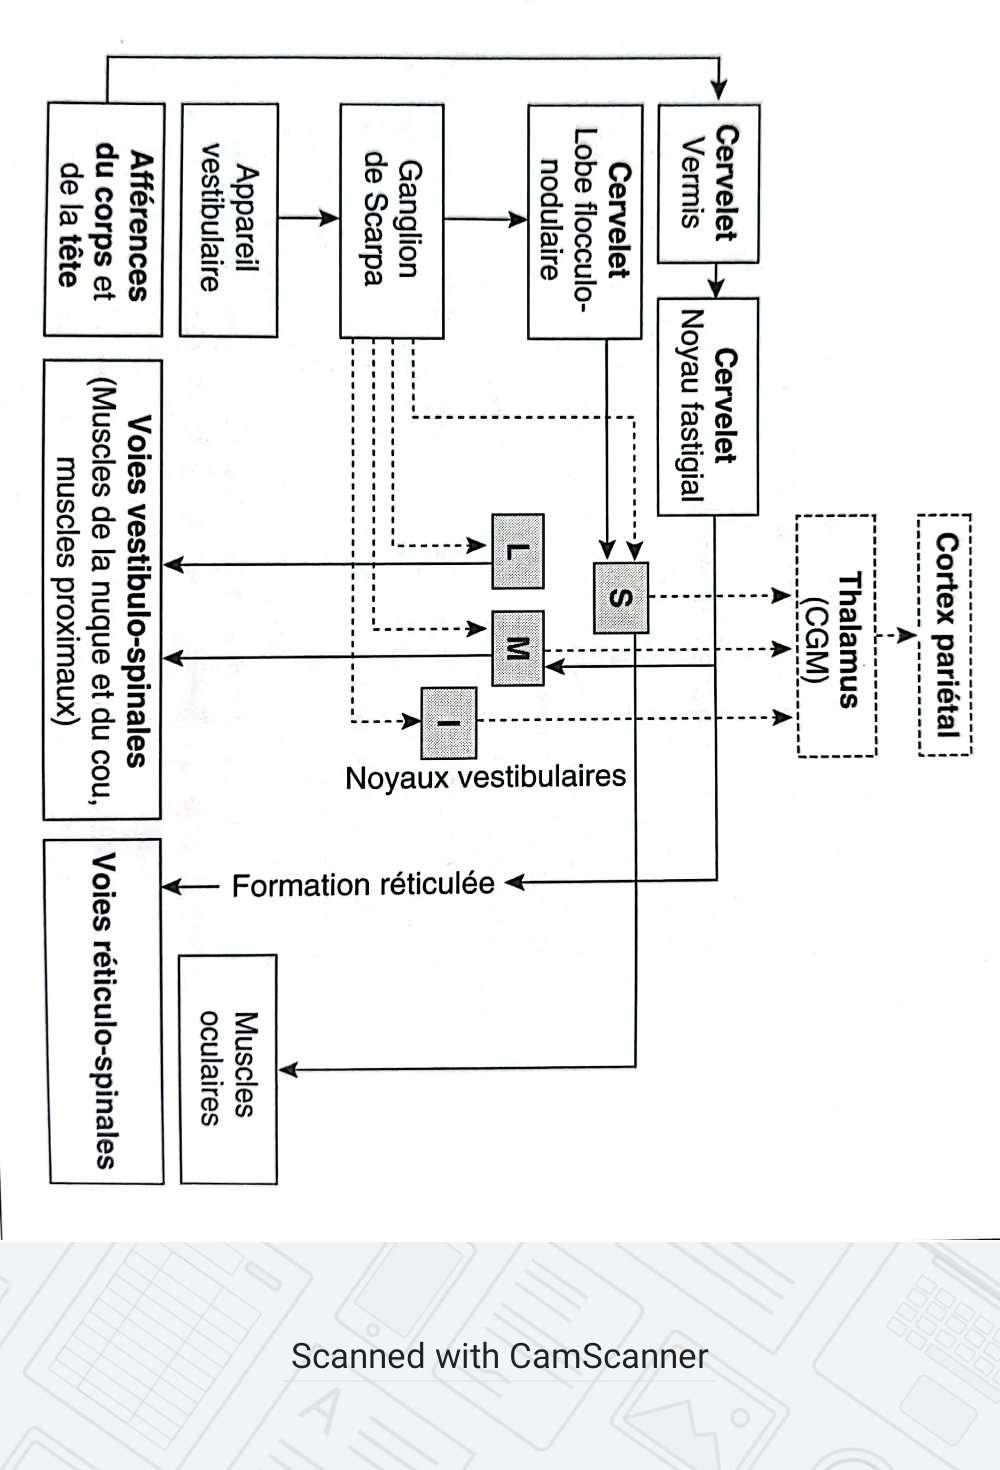 Cortex pariétal
Thalamus
(CGM)
Cervelet
Vermis
Cervelet
Noyau fastigial
Cervelet
Lobe flocculo-
nodulaire
S
L
M
I
Noyaux vestibulaires
Ganglion
de Scarpa
Formation réticulée
Appareil
vestibulaire
Muscles
oculaires
Afférences
du corps et
de la tête
Voies vestibulo-spinales
(Muscles de la nuque et du cou,
muscles proximaux)
Voies réticulo-spinales
Scanned with CamScanner